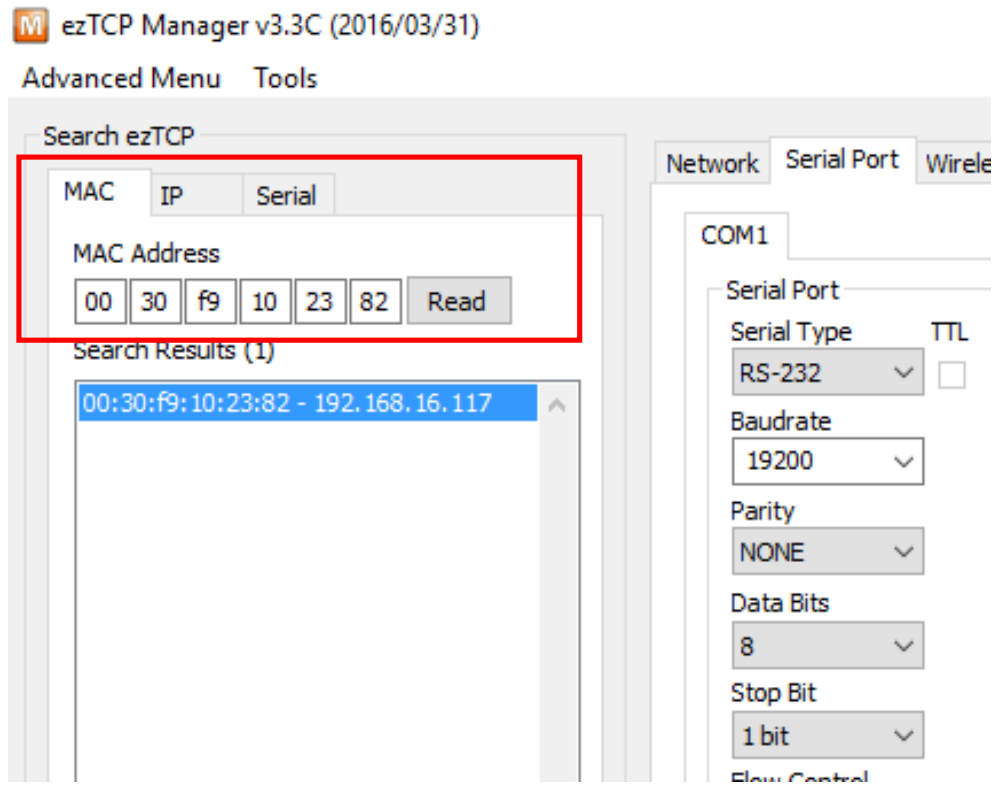 M ezTCP Manager v3.3C (2016/03/31)
Advanced Menu Tools
Search ezTCP
MAC IP Serial
MAC Address
00 30 f9 10 23 82 Read
Search Results (1)
00:30:f9:10:23:82 - 192.168.16.117
Network Serial Port Wirele
COM1
Serial Port
Serial Type TTL
RS-232
Baudrate
19200
Parity
NONE
Data Bits
8
Stop Bit
1 bit
Flow Control